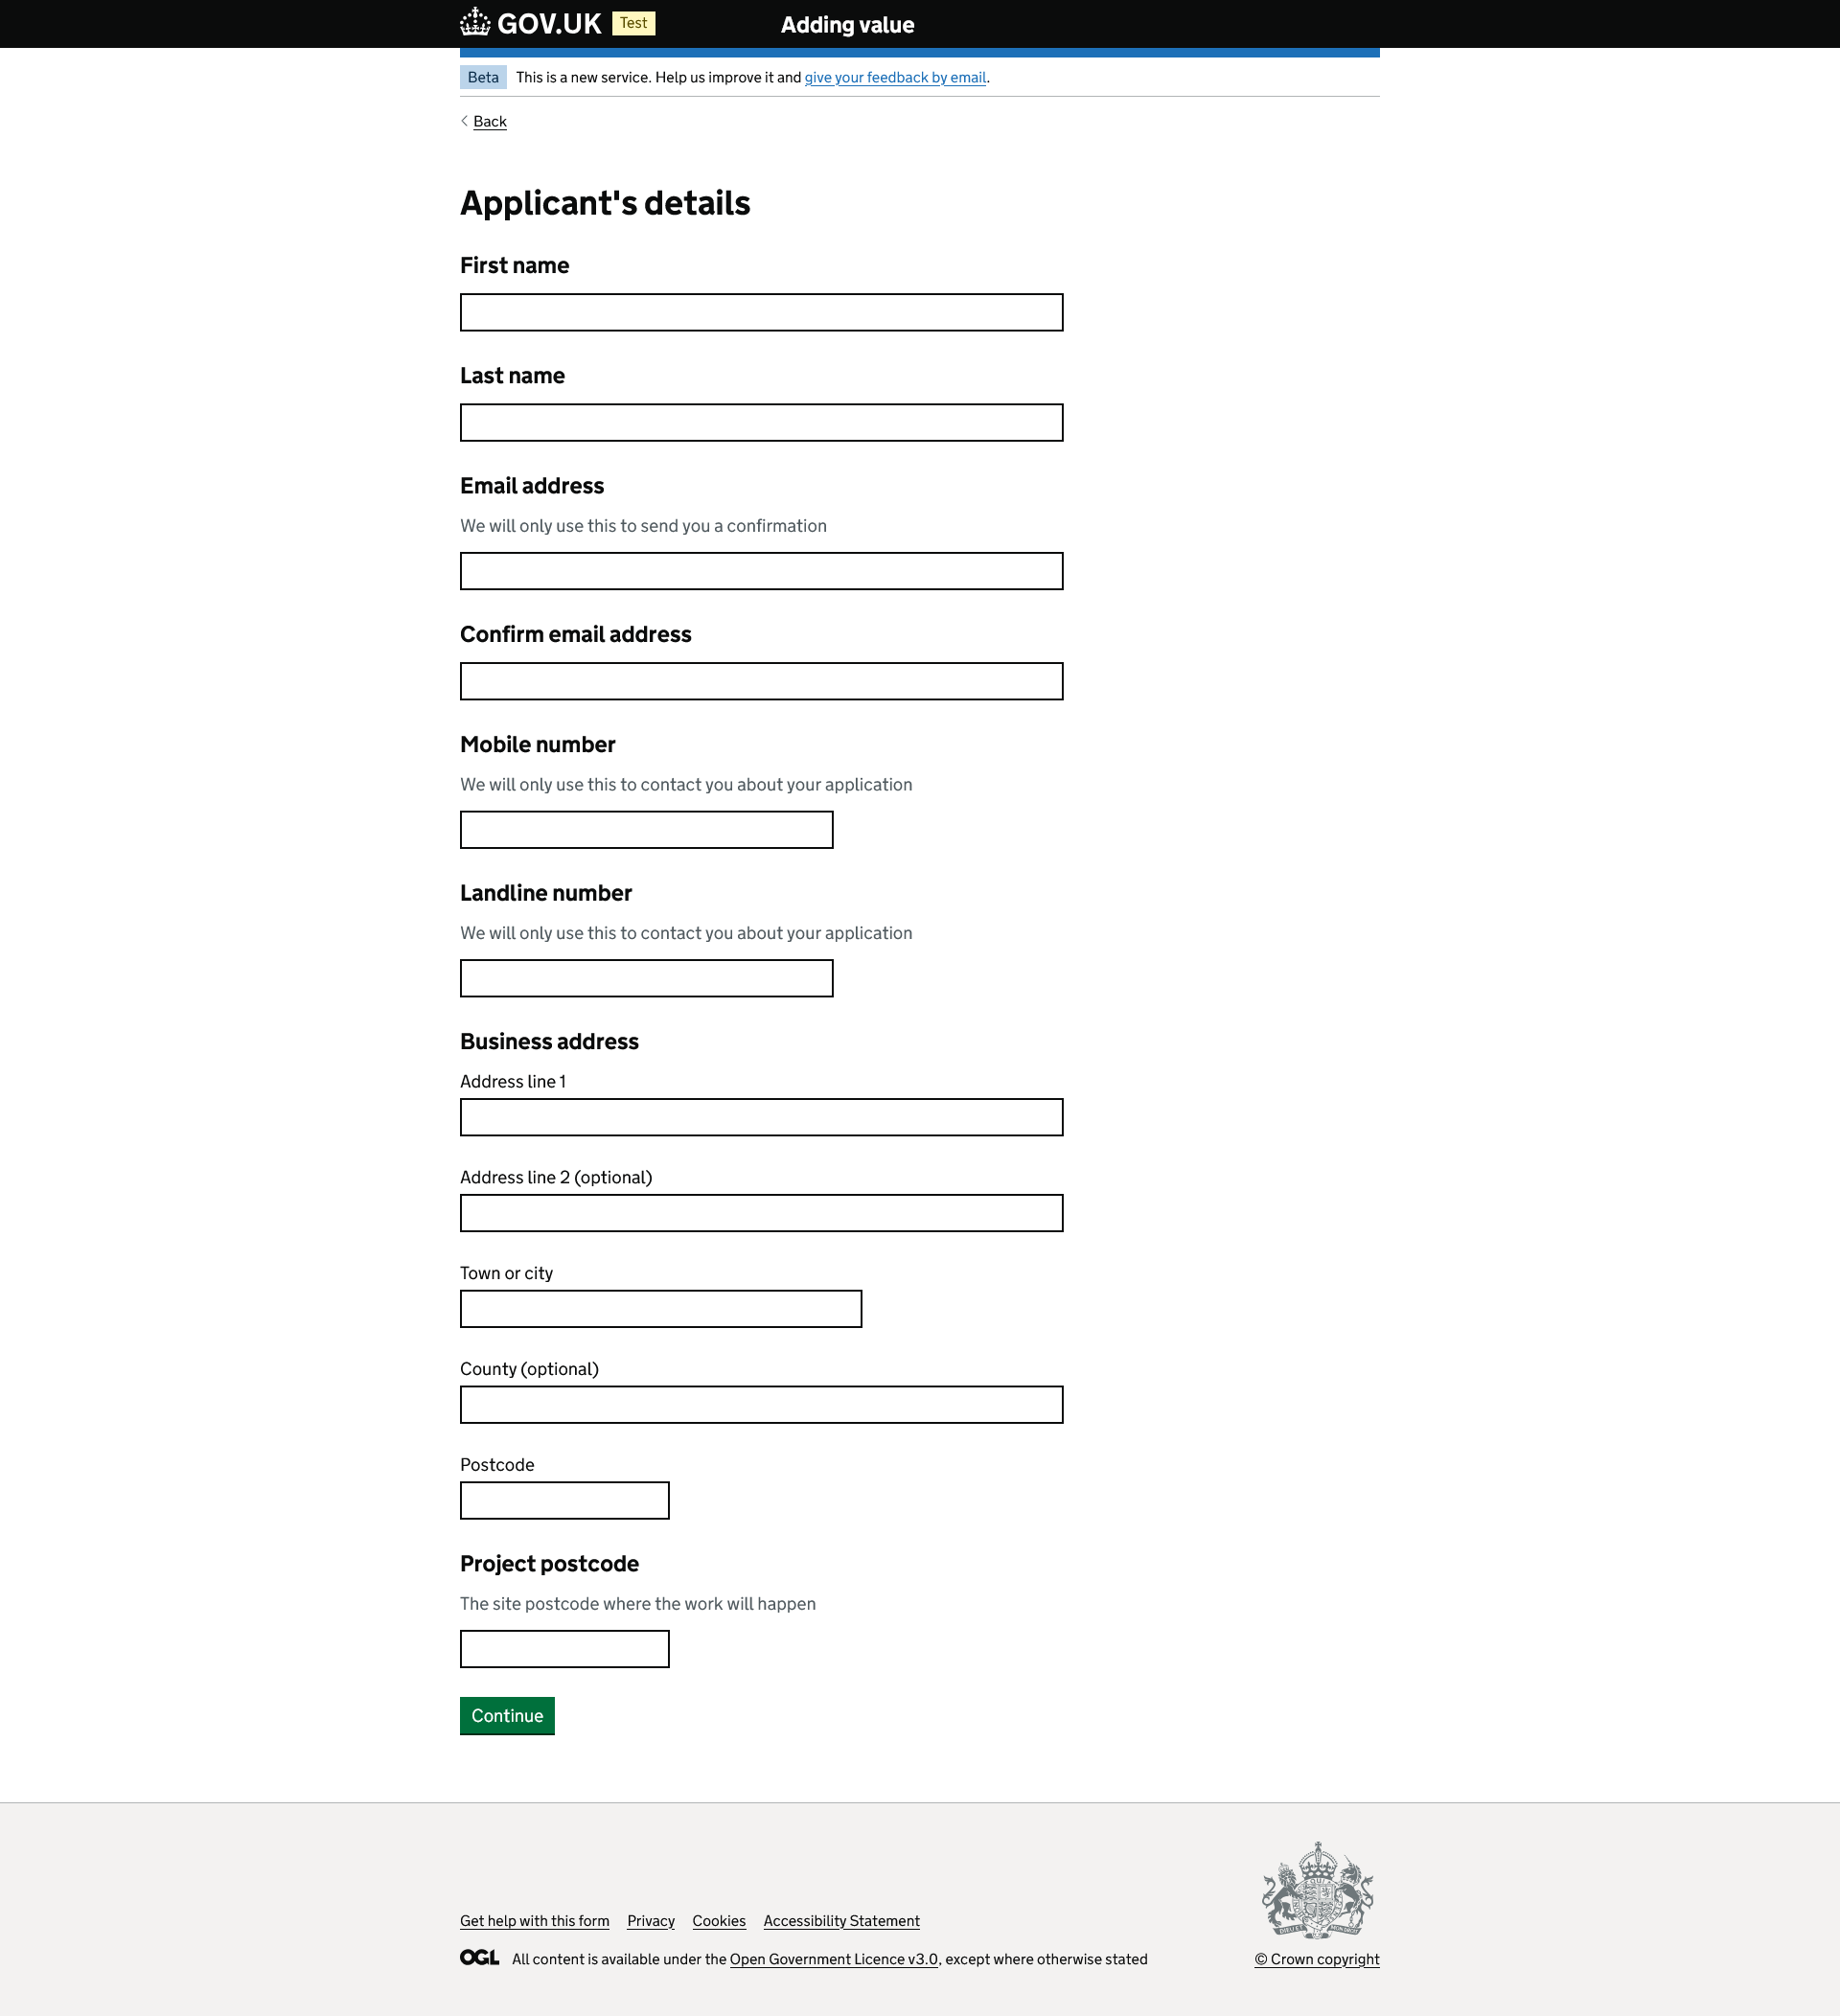 GOV.UK Test Adding value
Beta This is a new service. Help us improve it and give your feedback by email.
Back
Applicant's details
First name
Last name
Email address
We will only use this to send you a confirmation
Confirm email address
Mobile number
We will only use this to contact you about your application
Landline number
We will only use this to contact you about your application
Business address
Address line 1
Address line 2 (optional)
Town or city
County (optional)
Postcode
Project postcode
The site postcode where the work will happen
Continue
Get help with this form Privacy Cookies Accessibility Statement
OGL All content is available under the Open Government Licence v3.0, except where otherwise stated
© Crown copyright